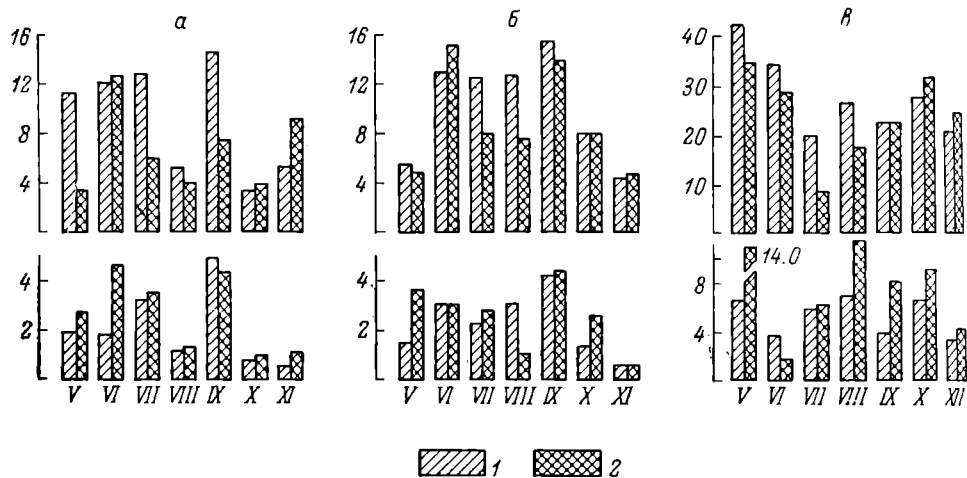 а б в
16 16 40
12 12 30
8 8 20
4 4 10
14.0
4 4 8
2 2 4
V VI VII VIII IX X XI V VI VII VIII IX X XI V VI VII VIII IX X XII
1 2